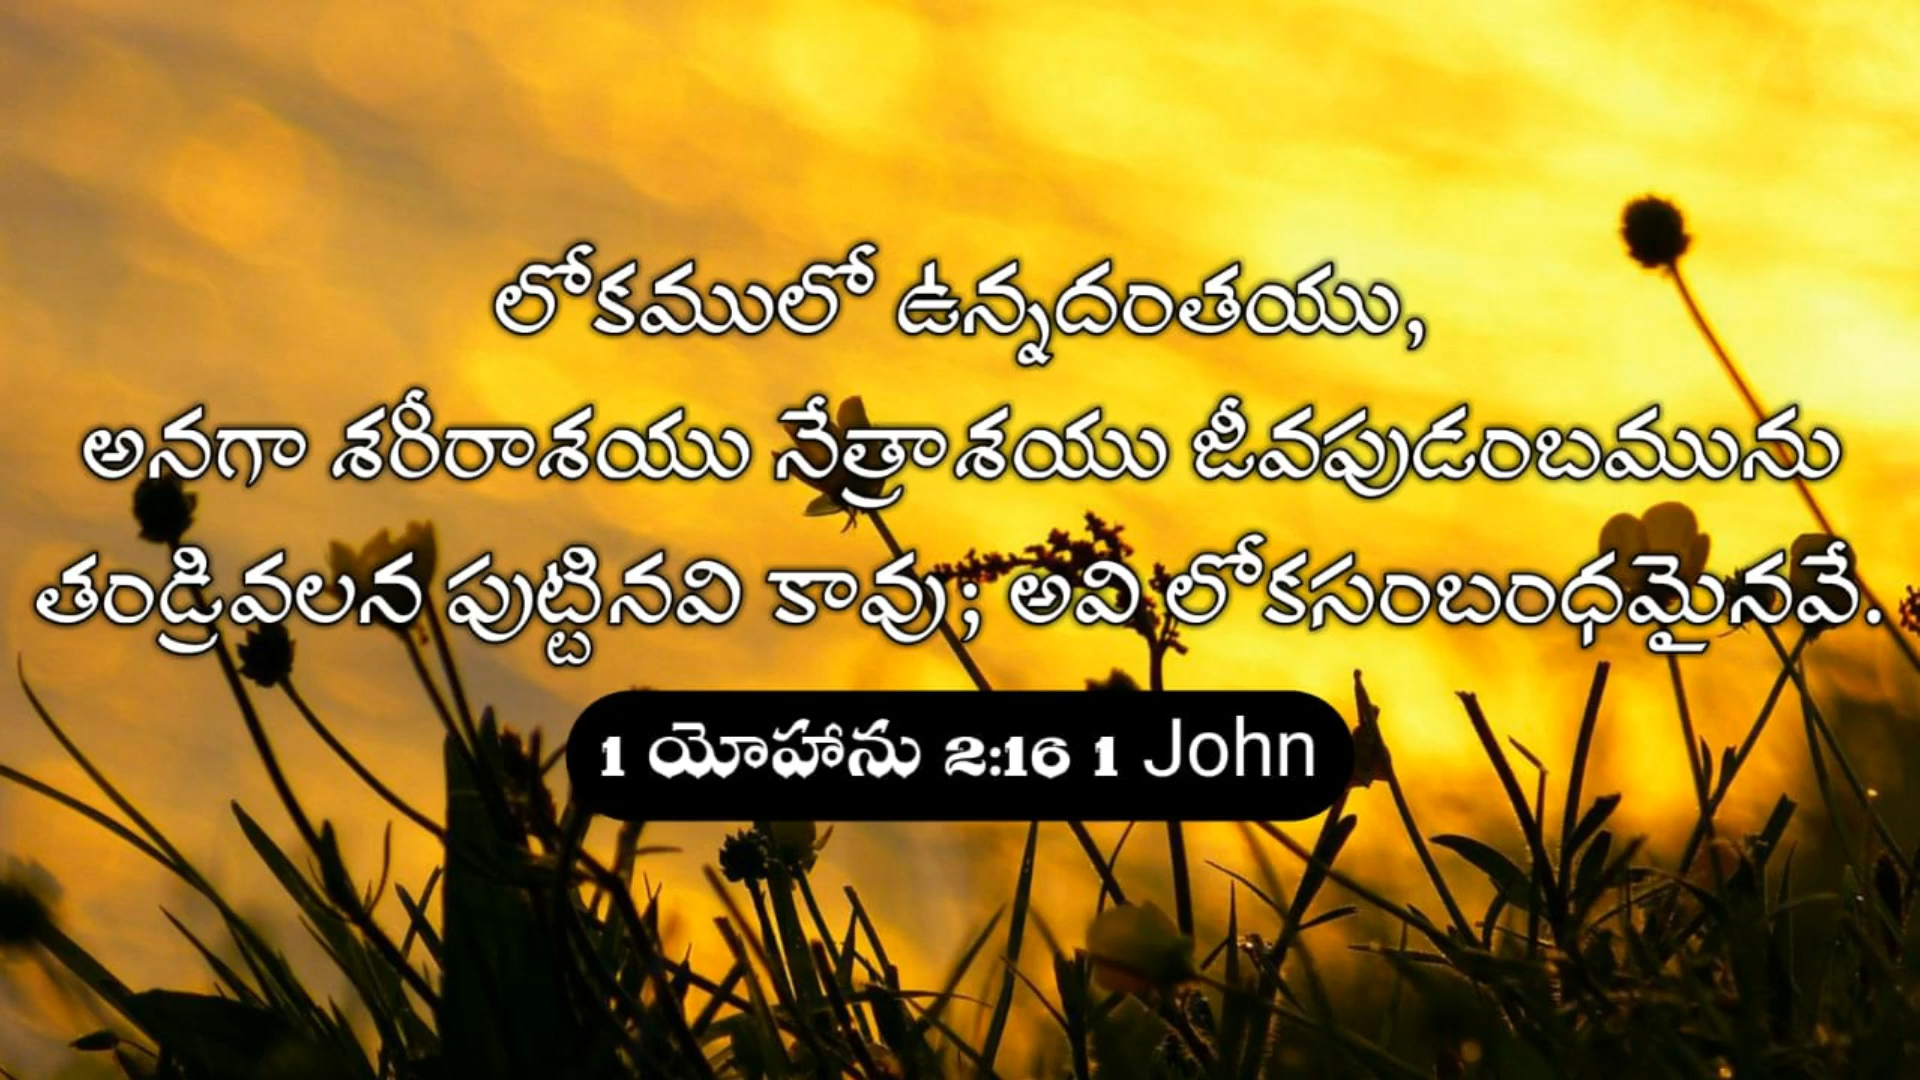 లోకములో ఉన్నదంతయు,
అనగా శరీరాశయు నేత్రాశయు జీవపుడంబమును
తండ్రివలన పుట్టినవి కావు; అవి లోకసంబంధమైనవే.
1 యోహాను 2:16 1 John